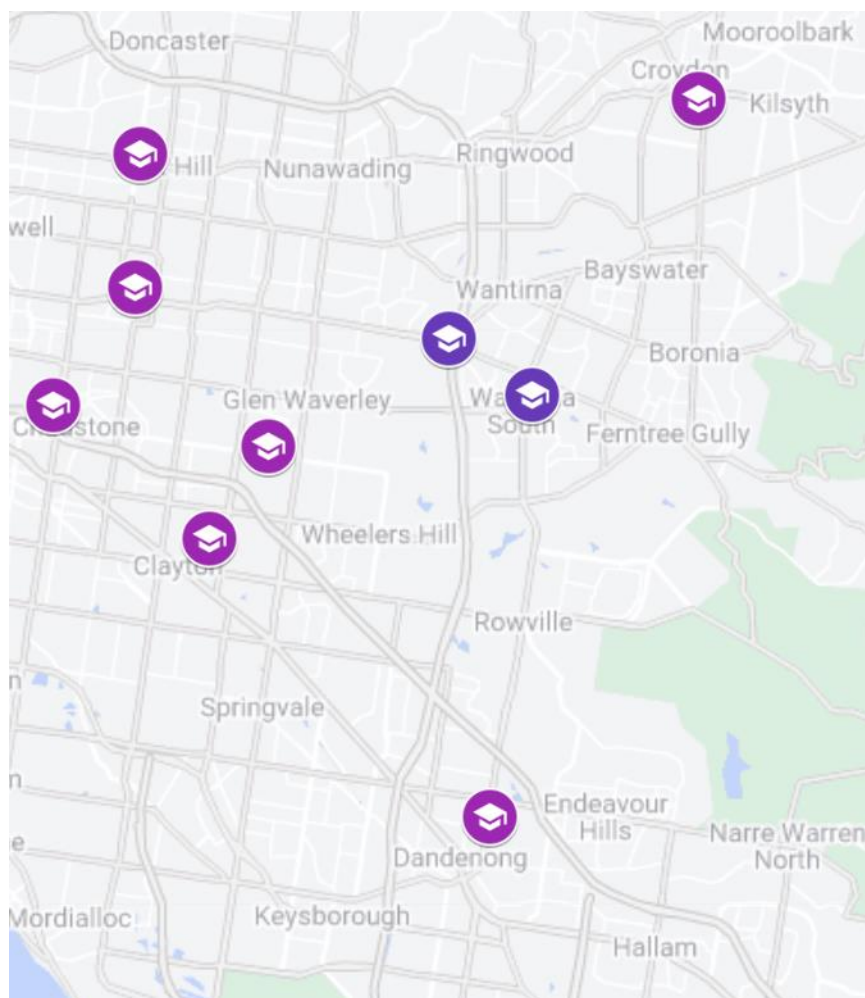 Mooroolbark
Doncaster
Croydon
Kilsyth
Ringwood
Hill
Nunawading
well
Bayswater
Wantirna
Boronia
Glen Waverley
South
Ferntree Gully
Wheelers Hill
Clayton
Rowville
n
Springvale
n
Endeavour
Hills
e
Narre Warren
North
Dandenong
Mordialloc
Keysborough
Hallam